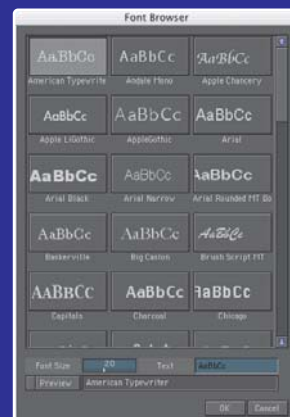 Font Browser
AaBbCc AaBbCc AaBbCc
American Typewrite Andale Mono Apple Chancery
AaBbCc AaBbCc AaBbCc
Apple LiGothic AppleGothic Arial
AaBbCc AaBbCc AaBbCc
Arial Black Arial Narrow Arial Rounded MT Bo
AaBbCc AaBbCc AaBbCc
Baskerville Big Caslon Brush Script MT
AABBCC AaBbCc AaBbCc
Capitals Charcoal Chicago
Font Size 20 Text AaBbCc
Preview American Typewriter
OK Cancel